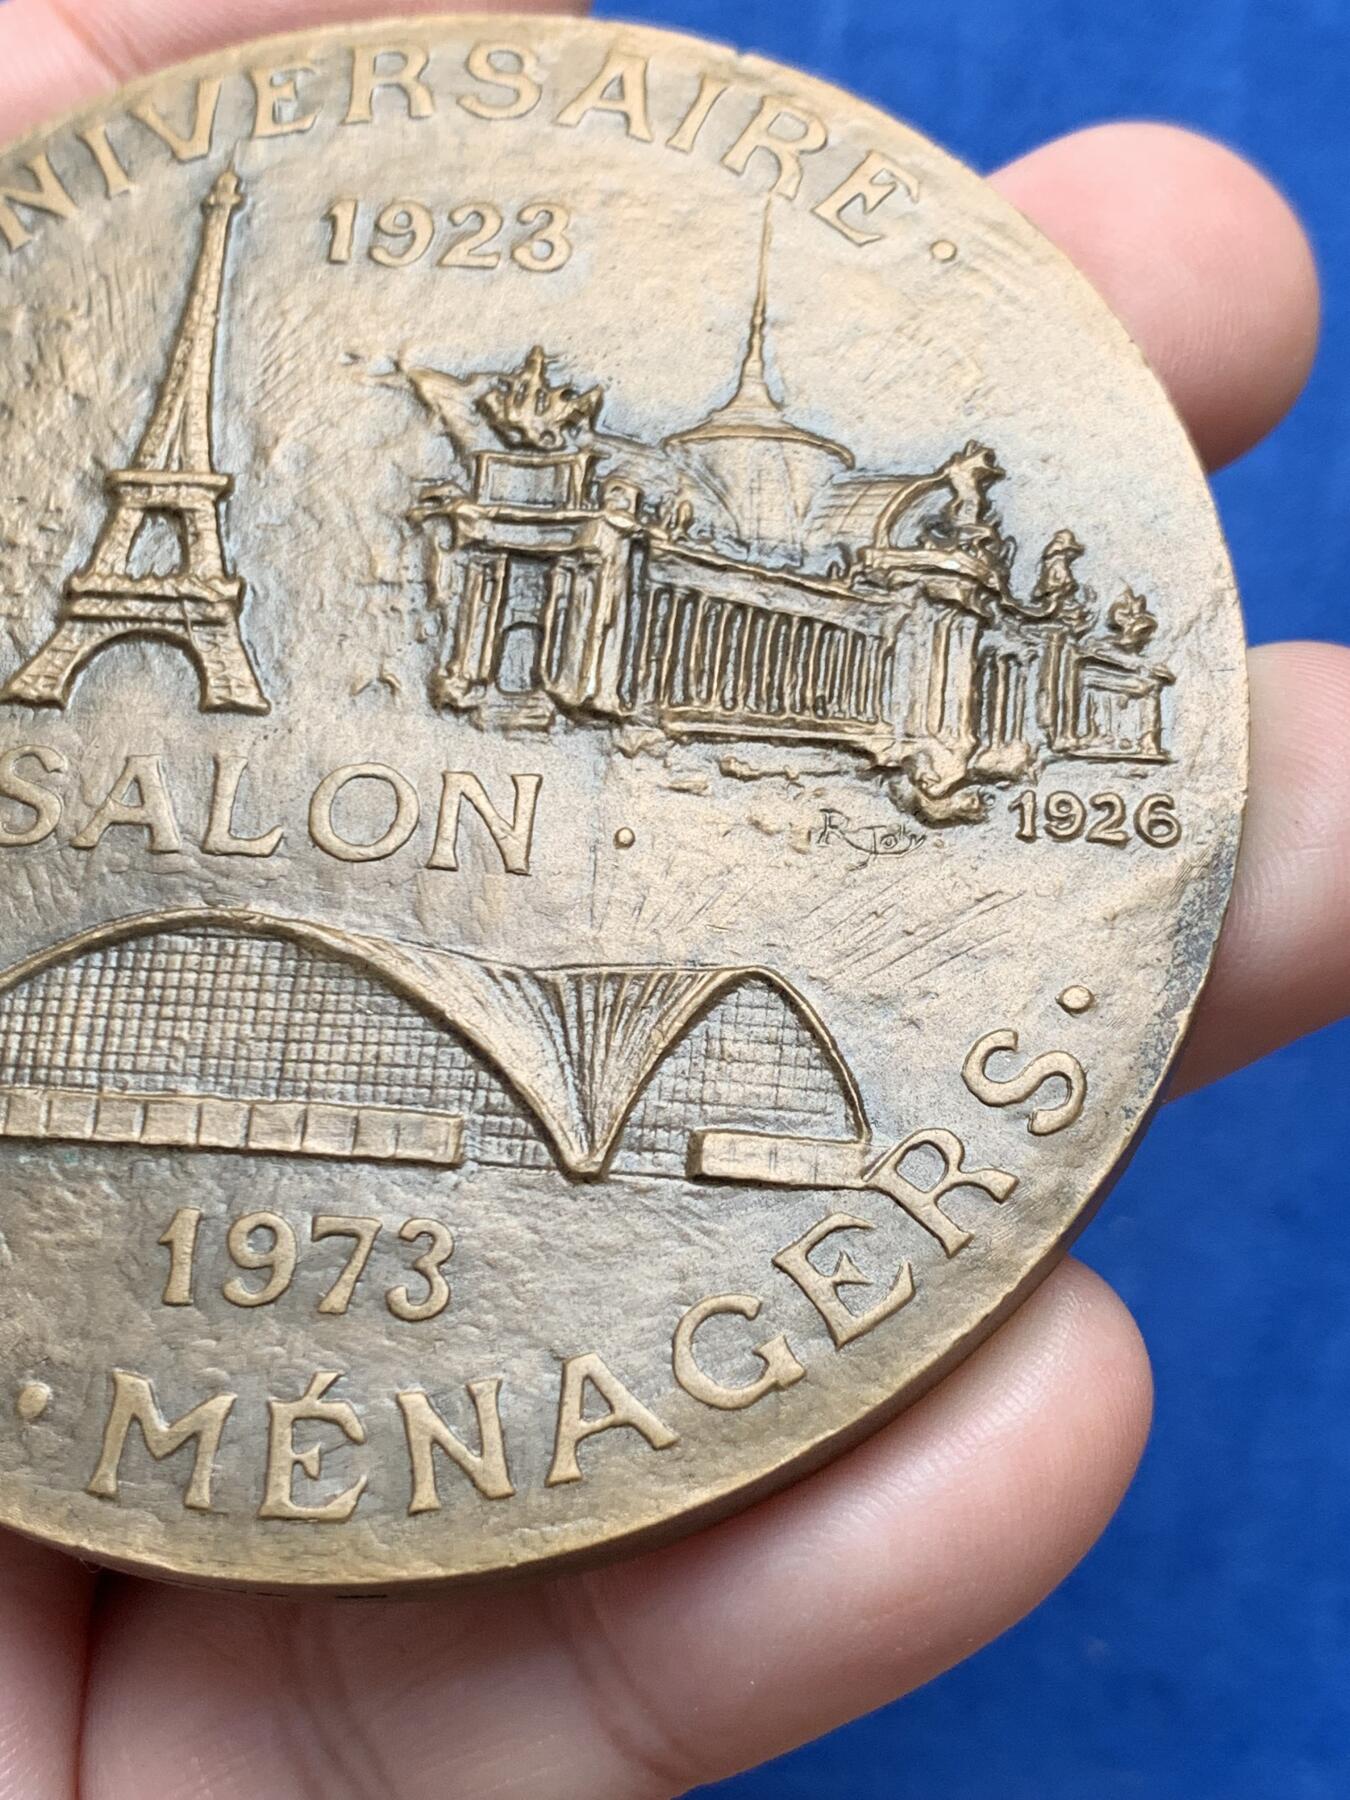 NIVERSAIRE.
1923
SALON.
1926
1973
• MÉNAGERS.